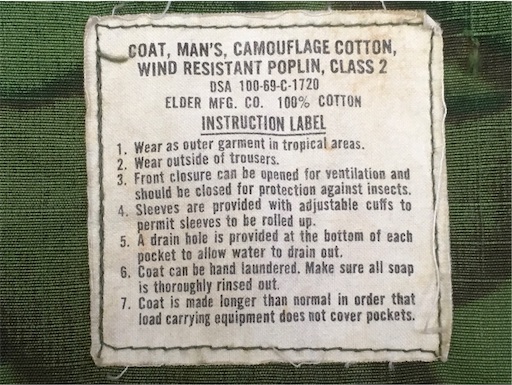 COAT, MAN'S, CAMOUFLAGE COTTON,
WIND RESISTANT POPLIN, CLASS 2
DSA 100-69-C-1720
ELDER MFG. CO. 100% COTTON
INSTRUCTION LABEL
1. Wear as outer garment in tropical areas.
2. Wear outside of trousers.
3. Front closure can be opened for ventilation and
should be closed for protection against insects.
4. Sleeves are provided with adjustable cuffs to
permit sleeves to be rolled up.
5. A drain hole is provided at the bottom of each
pocket to allow water to drain out.
6. Coat can be hand laundered. Make sure all soap
is thoroughly rinsed out.
7. Coat is made longer than normal in order that
load carrying equipment does not cover pockets.